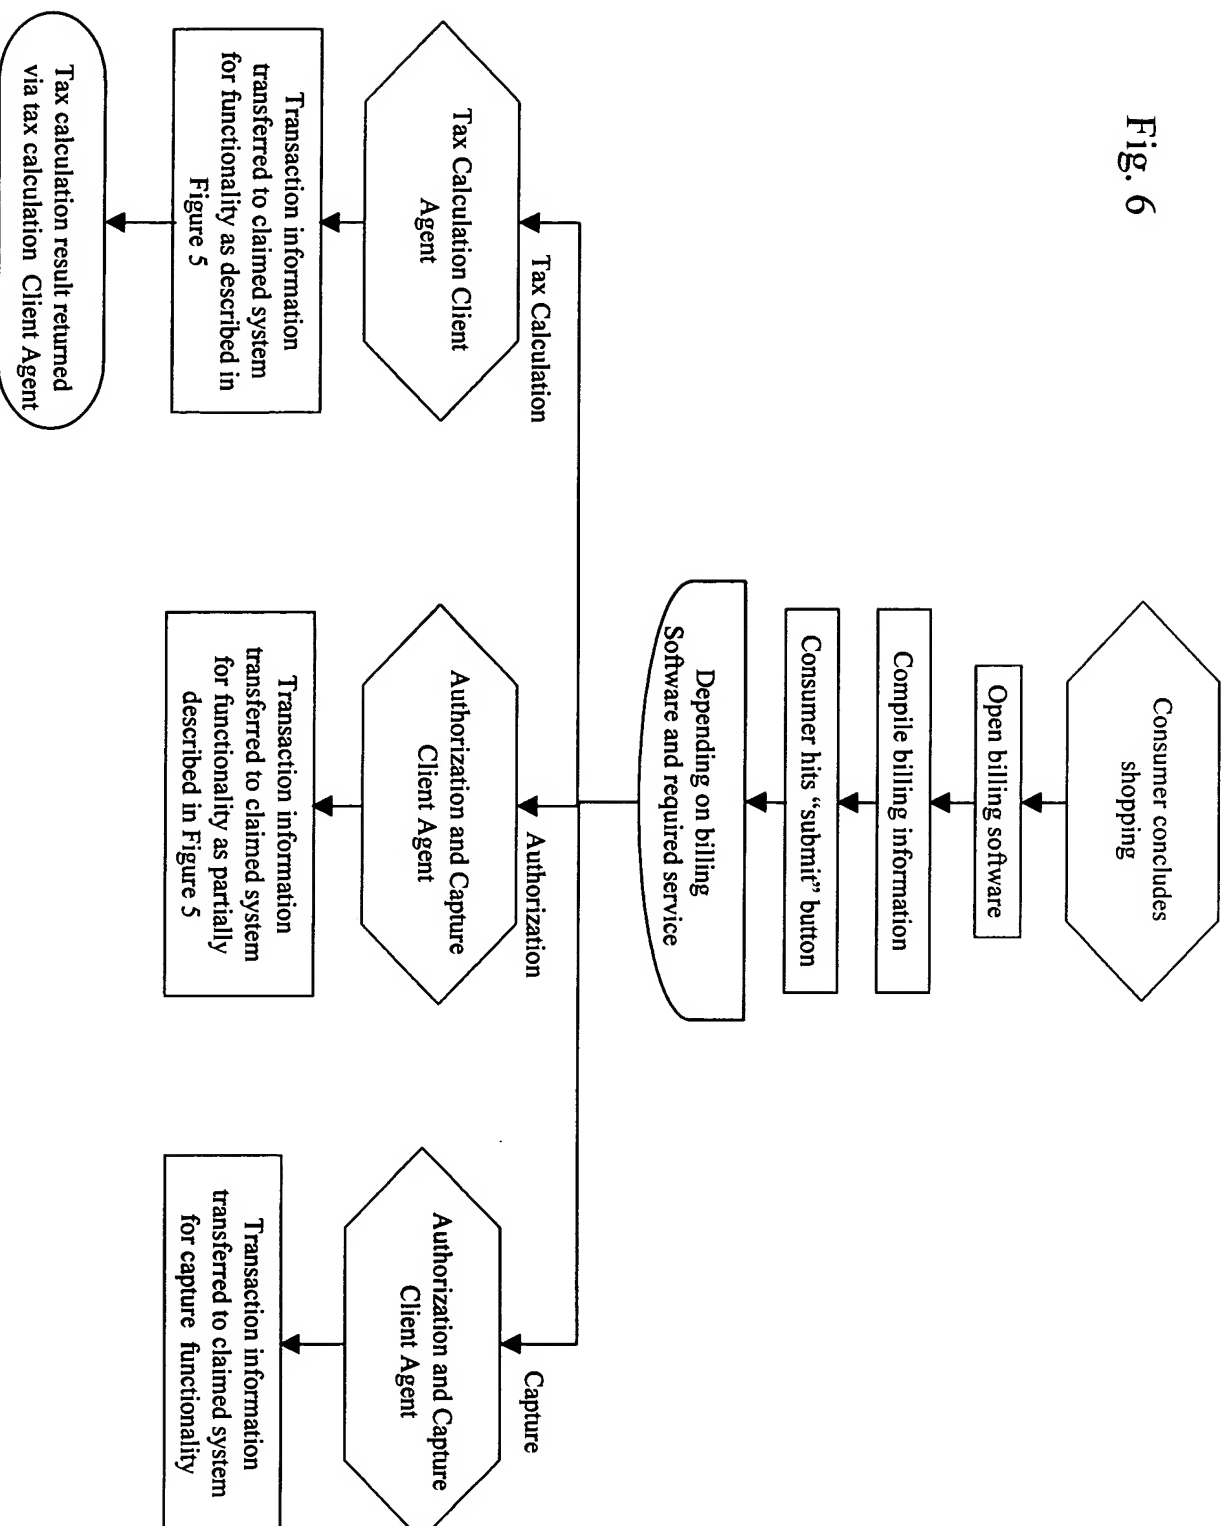 Fig. 6
Consumer concludes
shopping
Open billing software
Compile billing information
Consumer hits “submit” button
Depending on billing
Software and required service
Tax Calculation
Authorization
Capture
Tax Calculation Client
Agent
Authorization and Capture
Client Agent
Authorization and Capture
Client Agent
Transaction information
transferred to claimed system
for functionality as described in
Figure 5
Transaction information
transferred to claimed system
for functionality as partially
described in Figure 5
Transaction information
transferred to claimed system
for capture functionality
Tax calculation result returned
via tax calculation Client Agent